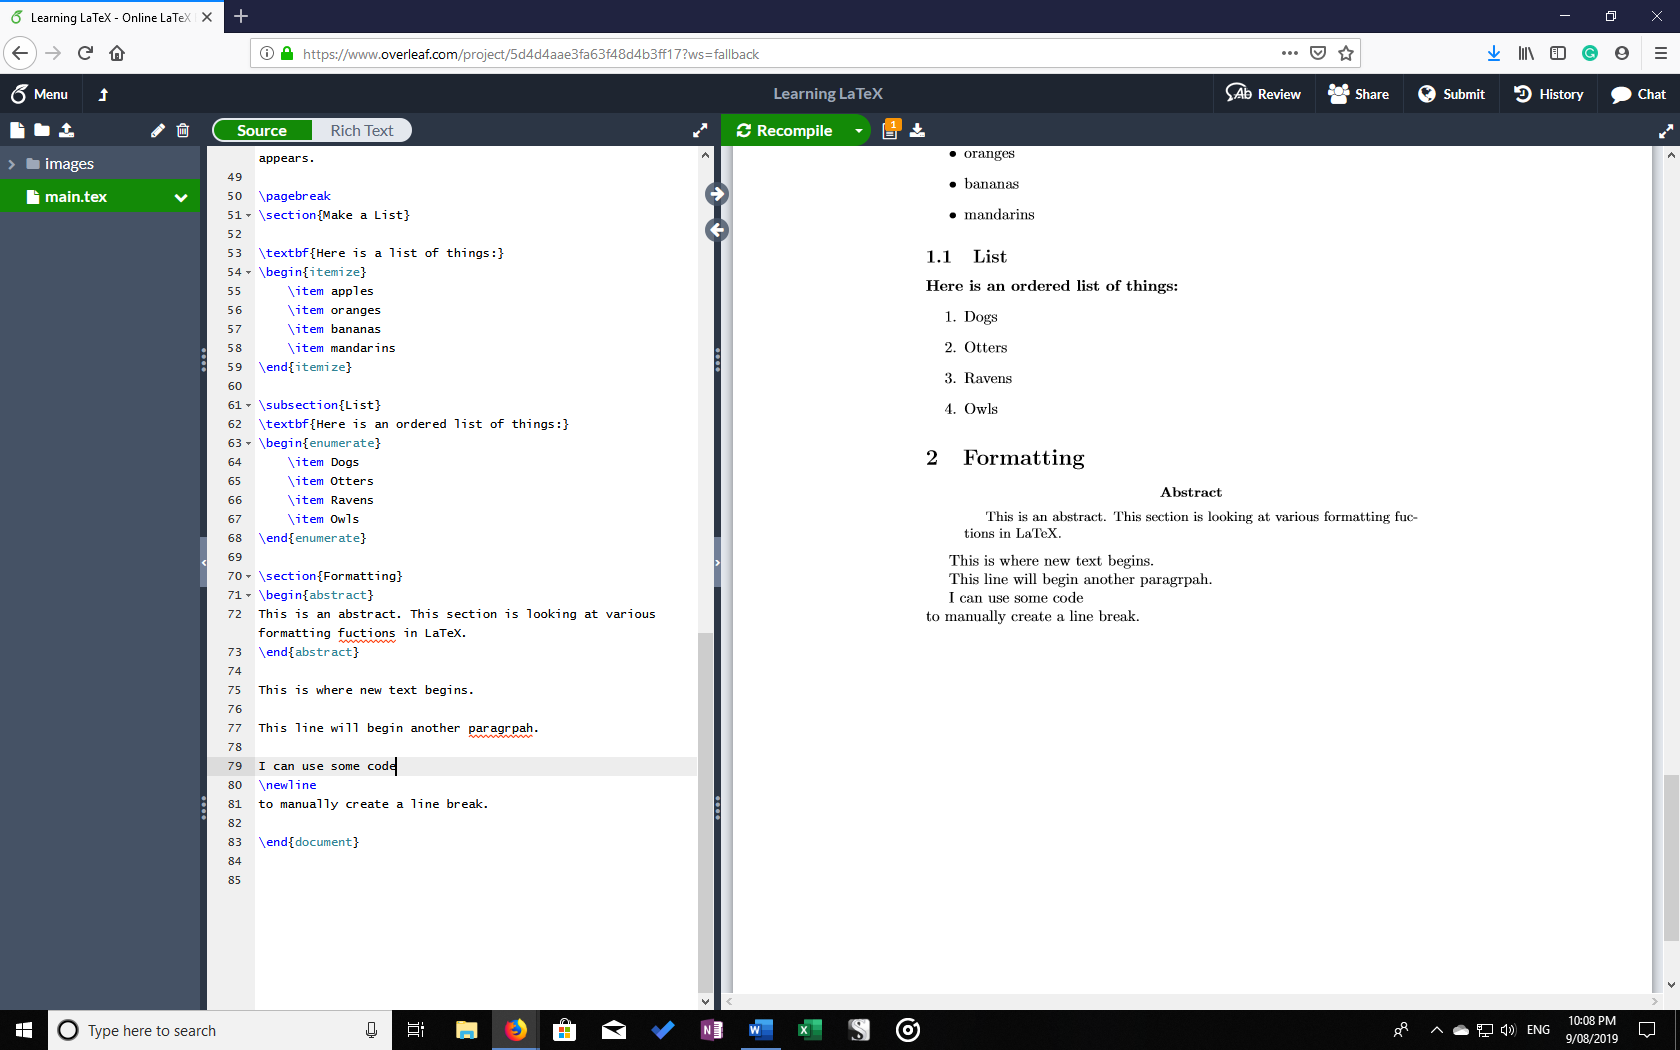 Learning LaTeX - Online LaTeX
https://www.overleaf.com/project/5d4d4aae3fa63f48d4b3ff17?ws=fallback
Menu
Learning LaTeX
Review
Share
Submit
History
Chat
Source
Rich Text
Recompile
1
images
main.tex
appears.
49
50 \pagebreak
51 \section{Make a List}
52
53 \textbf{Here is a list of things:}
54 \begin{itemize}
55 \item apples
56 \item oranges
57 \item bananas
58 \item mandarins
59 \end{itemize}
60
61 \subsection{List}
62 \textbf{Here is an ordered list of things:}
63 \begin{enumerate}
64 \item Dogs
65 \item Otters
66 \item Ravens
67 \item Owls
68 \end{enumerate}
69
70 \section{Formatting}
71 \begin{abstract}
72 This is an abstract. This section is looking at various
formatting fuctions in LaTeX.
73 \end{abstract}
74
75 This is where new text begins.
76
77 This line will begin another paragrpah.
78
79 I can use some code
80 \newline
81 to manually create a line break.
82
83 \end{document}
84
85
• oranges
• bananas
• mandarins
1.1 List
Here is an ordered list of things:
1. Dogs
2. Otters
3. Ravens
4. Owls
2 Formatting
Abstract
This is an abstract. This section is looking at various formatting fuc-
tions in LaTeX.
This is where new text begins.
This line will begin another paragrpah.
I can use some code
to manually create a line break.
Type here to search
ENG
10:08 PM
9/08/2019